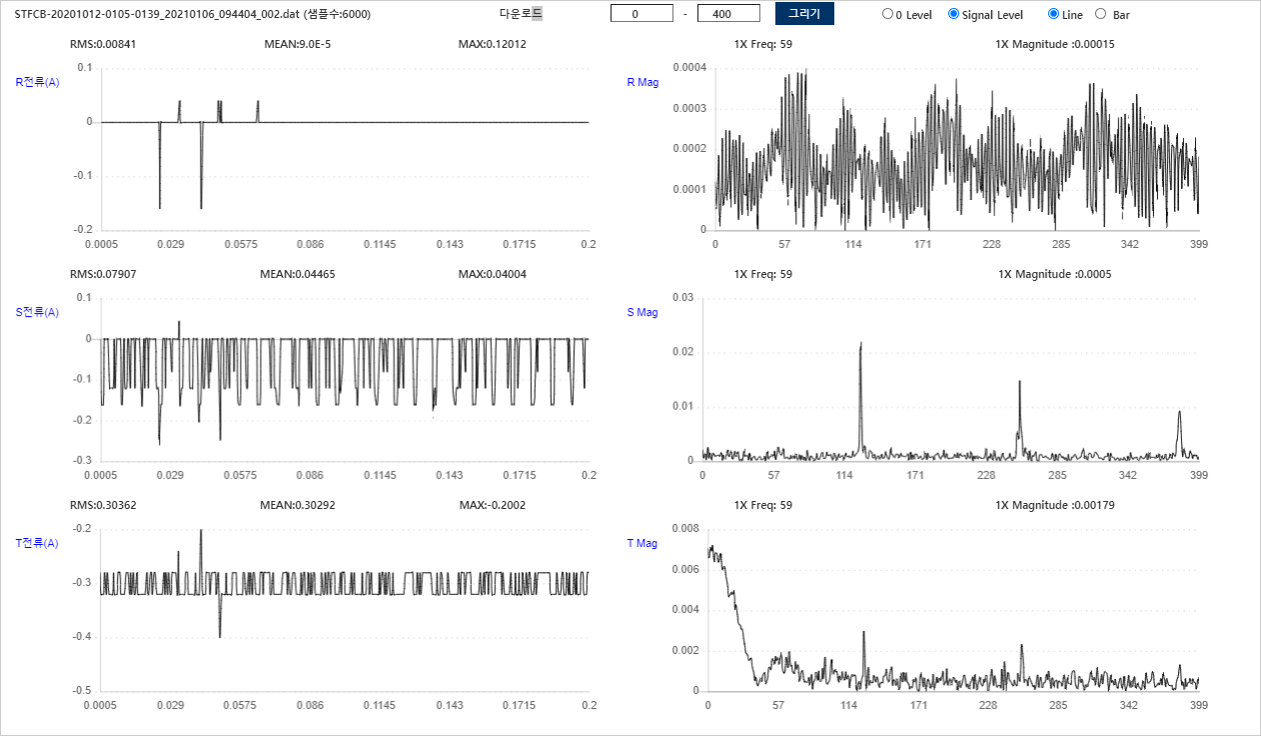 STFCB-20201012-0105-0139_20210106_094404_002.dat (샘플수:6000) 다운로드 0 - 400 그리기 0 Level Signal Level Line Bar
RMS:0.00841 MEAN:9.0E-5 MAX:0.12012 1X Freq: 59 1X Magnitude :0.00015
R전류(A)
0.1
0
-0.1
-0.2
0.0005 0.029 0.0575 0.086 0.1145 0.143 0.1715 0.2
R Mag
0.0004
0.0003
0.0002
0.0001
0
0 57 114 171 228 285 342 399
RMS:0.07907 MEAN:0.04465 MAX:0.04004 1X Freq: 59 1X Magnitude :0.0005
S전류(A)
0.1
0
-0.1
-0.2
-0.3
0.0005 0.029 0.0575 0.086 0.1145 0.143 0.1715 0.2
S Mag
0.03
0.02
0.01
0
0 57 114 171 228 285 342 399
RMS:0.30362 MEAN:0.30292 MAX:-0.2002 1X Freq: 59 1X Magnitude :0.00179
T전류(A)
-0.2
-0.3
-0.4
-0.5
0.0005 0.029 0.0575 0.086 0.1145 0.143 0.1715 0.2
T Mag
0.008
0.006
0.004
0.002
0
0 57 114 171 228 285 342 399